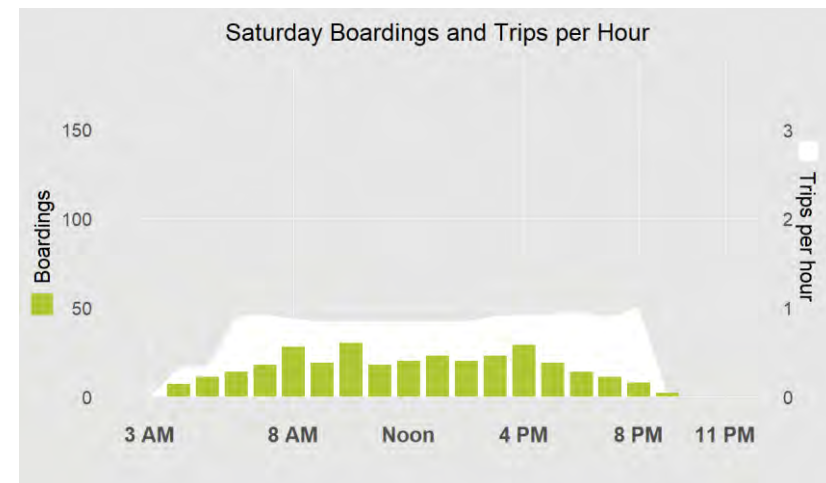 Saturday Boardings and Trips per Hour
150
100
50
0
Boardings
3
2
1
0
Trips per hour
3 AM 8 AM Noon 4 PM 8 PM 11 PM